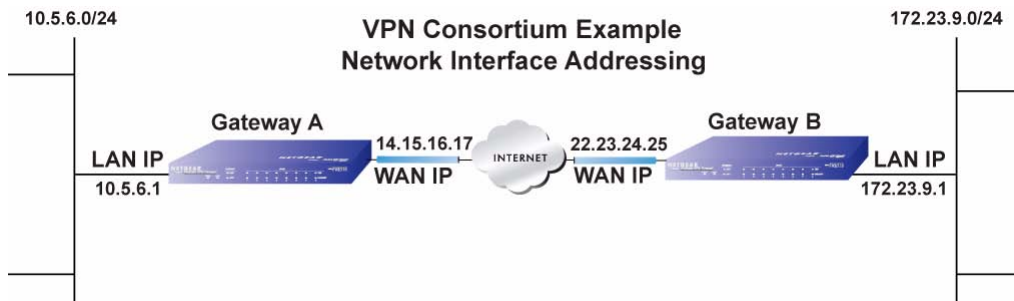 10.5.6.0/24
172.23.9.0/24
VPN Consortium Example
Network Interface Addressing
Gateway A
Gateway B
14.15.16.17
INTERNET
22.23.24.25
LAN IP
WAN IP
WAN IP
LAN IP
10.5.6.1
172.23.9.1
NETGEAR
NETGEAR